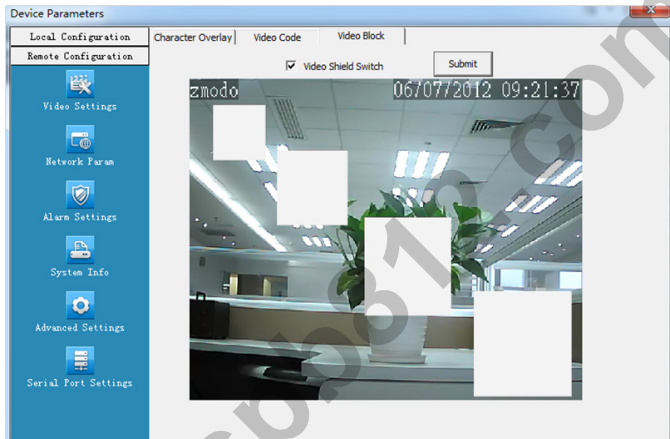 Device Parameters
Local Configuration
Remote Configuration
Character Overlay
Video Code
Video Block
Video Shield Switch
Submit
zmodo
06/07/2012 09:21:37
Video Settings
Network Param
Alarm Settings
System Info
Advanced Settings
Serial Port Settings